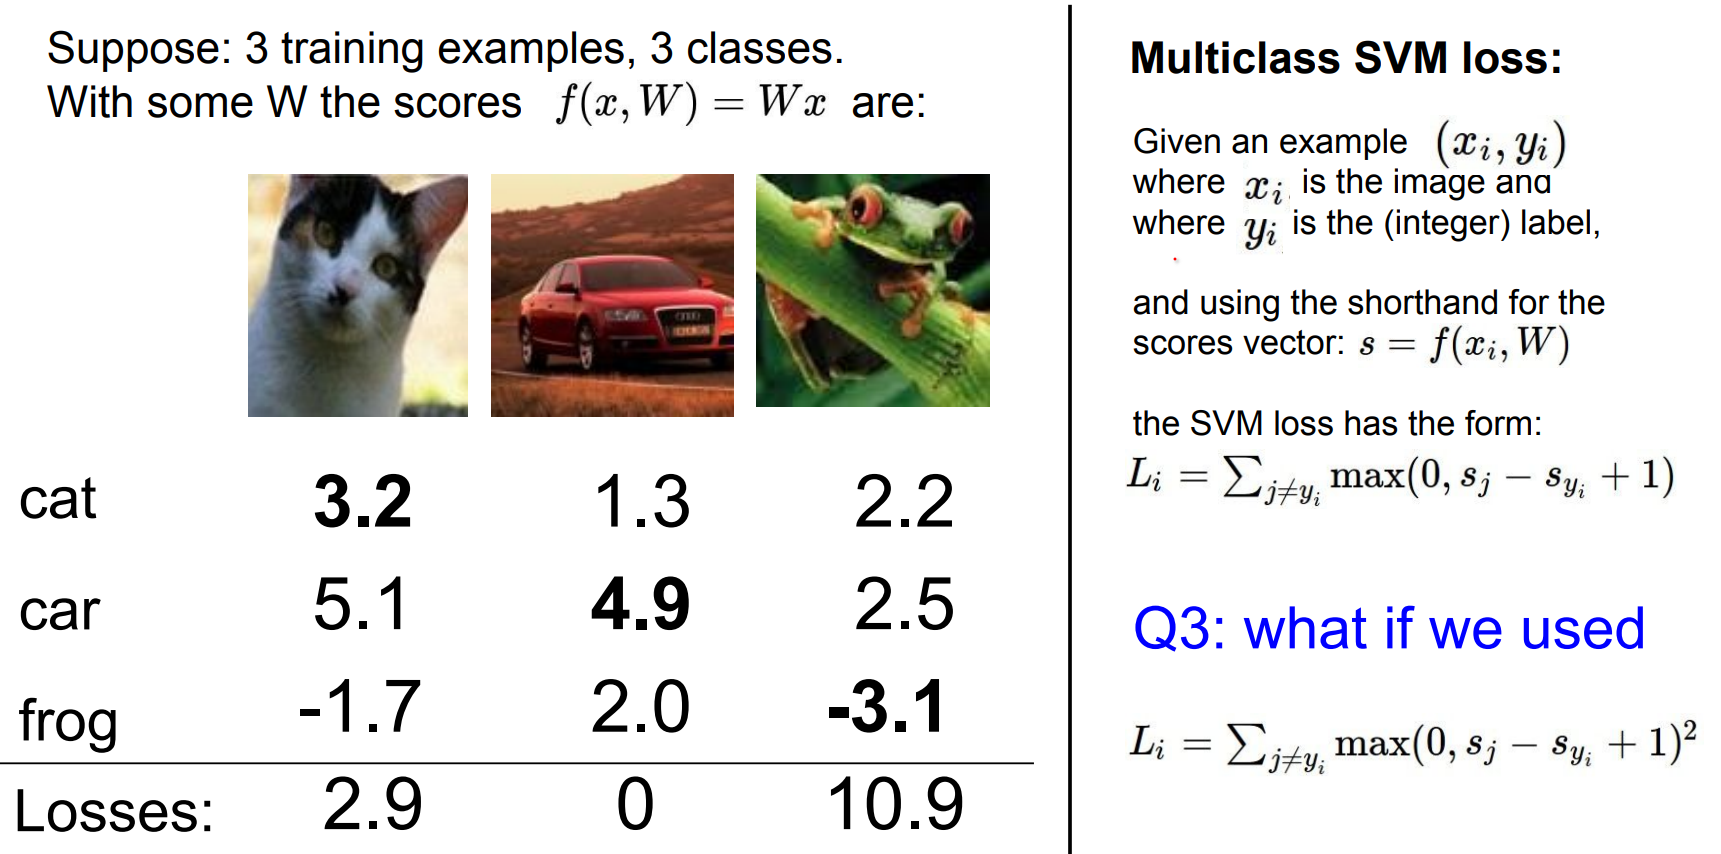 Suppose: 3 training examples, 3 classes.
With some W the scores f(x, W) = Wx are:
cat 3.2 1.3 2.2
car 5.1 4.9 2.5
frog -1.7 2.0 -3.1
Losses: 2.9 0 10.9
Multiclass SVM loss:
Given an example (x_i, y_i)
where x_i is the image and
where y_i is the (integer) label,
and using the shorthand for the
scores vector: s = f(x_i, W)
the SVM loss has the form:
L_i = ∑_{j≠y_i} max(0, s_j − s_{y_i} + 1)
Q3: what if we used
L_i = ∑_{j≠y_i} max(0, s_j − s_{y_i} + 1)²